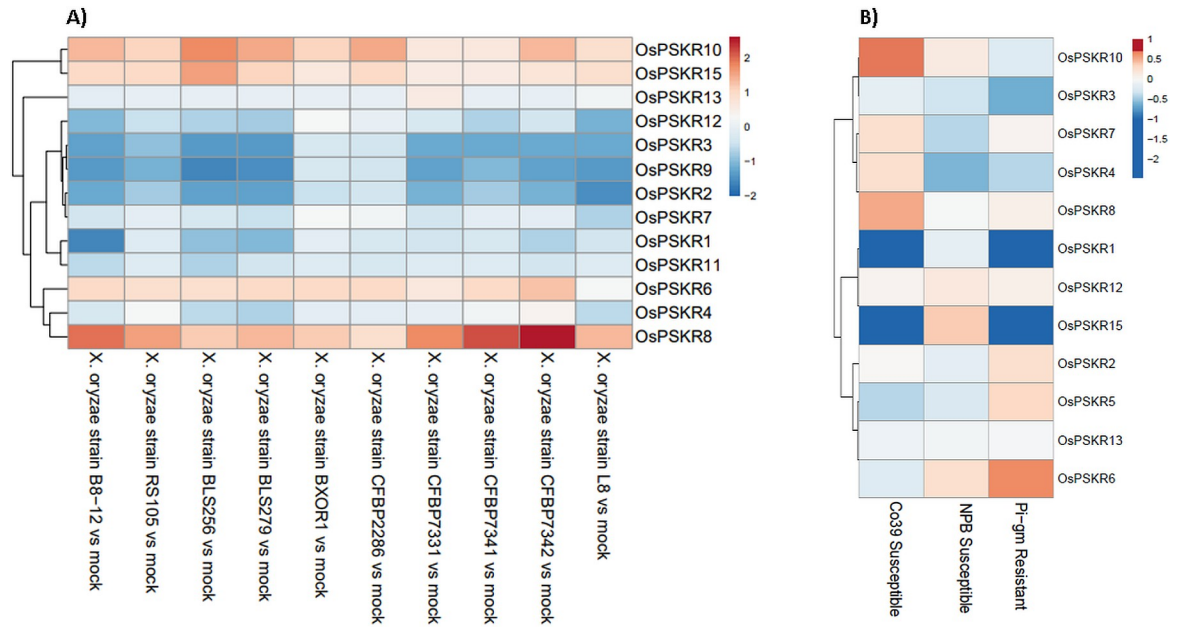 A)
OsPSKR10
OsPSKR15
OsPSKR13
OsPSKR12
OsPSKR3
OsPSKR9
OsPSKR2
OsPSKR7
OsPSKR1
OsPSKR11
OsPSKR6
OsPSKR4
OsPSKR8
2
1
0
−1
−2
X. oryzae strain B8−12 vs mock
X. oryzae strain RS105 vs mock
X. oryzae strain BLS256 vs mock
X. oryzae strain BLS279 vs mock
X. oryzae strain BXOR1 vs mock
X. oryzae strain CFBP2286 vs mock
X. oryzae strain CFBP7331 vs mock
X. oryzae strain CFBP7341 vs mock
X. oryzae strain CFBP7342 vs mock
X. oryzae strain L8 vs mock
B)
OsPSKR10
OsPSKR3
OsPSKR7
OsPSKR4
OsPSKR8
OsPSKR1
OsPSKR12
OsPSKR15
OsPSKR2
OsPSKR5
OsPSKR13
OsPSKR6
1
0.5
0
−0.5
−1
−1.5
−2
Co39 Susceptible
NPB Susceptible
Pi−gm Resistant